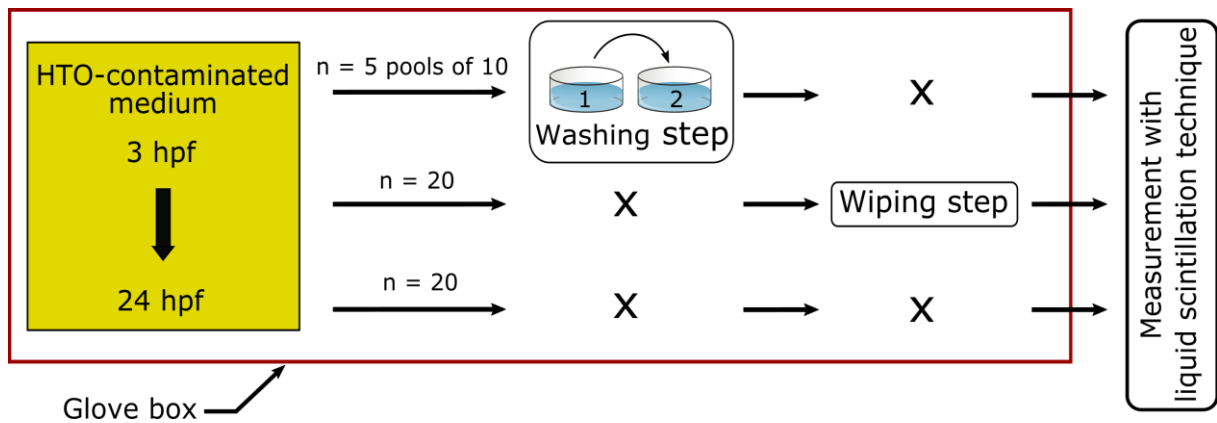 HTO-contaminated
medium
3 hpf
24 hpf
n = 5 pools of 10
1
2
Washing step
X
n = 20
X
Wiping step
n = 20
X
X
Measurement with
liquid scintillation technique
Glove box